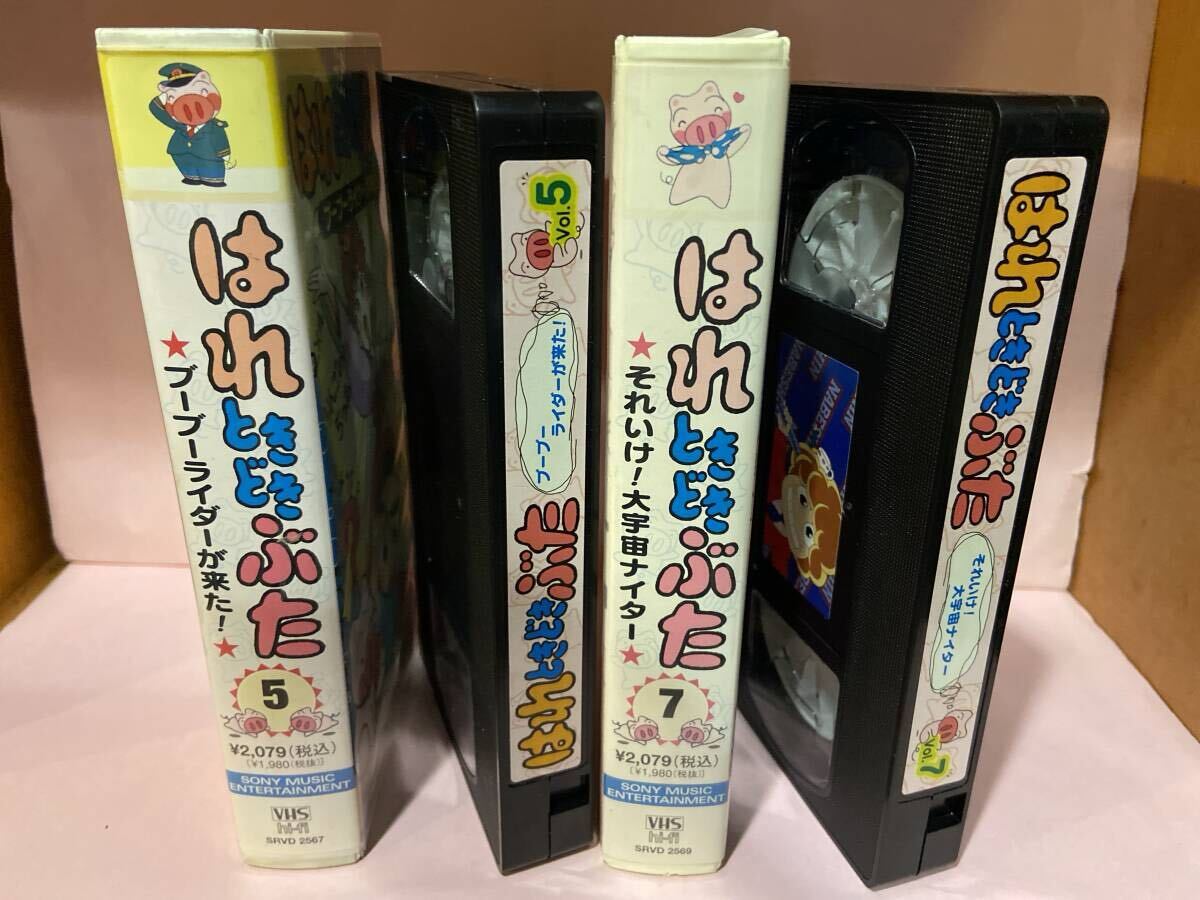 はれ
ときどき
ぶた
★ブーブーライダーが来た!★
5
¥2,079(税込)
(¥1,980(税抜))
SONY MUSIC
ENTERTAINMENT
VHS
hi-fi
SRVD 2567
はれ
Vol.5
ブーブー
ライダーが来た!
はれときどきぶた
はれ
ときどき
ぶた
★それいけ!大宇宙ナイター★
7
¥2,079(税込)
(¥1,980(税抜))
SONY MUSIC
ENTERTAINMENT
VHS
hi-fi
SRVD 2569
はれときどきぶた
それいけ!
大宇宙ナイター
Vol.7